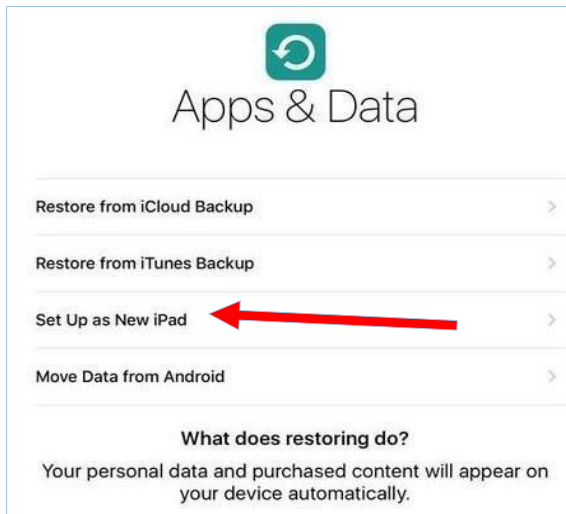 Apps & Data
Restore from iCloud Backup
Restore from iTunes Backup
Set Up as New iPad
Move Data from Android
What does restoring do?
Your personal data and purchased content will appear on
your device automatically.